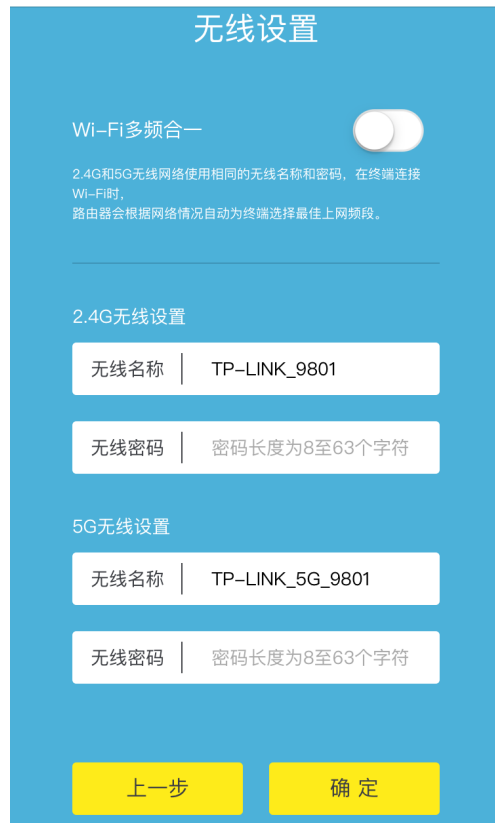 无线设置
Wi-Fi多频合一
2.4G和5G无线网络使用相同的无线名称和密码，在终端连接
Wi-Fi时，
路由器会根据网络情况自动为终端选择最佳上网频段。
2.4G无线设置
无线名称 TP-LINK_9801
无线密码 密码长度为8至63个字符
5G无线设置
无线名称 TP-LINK_5G_9801
无线密码 密码长度为8至63个字符
上一步 确 定